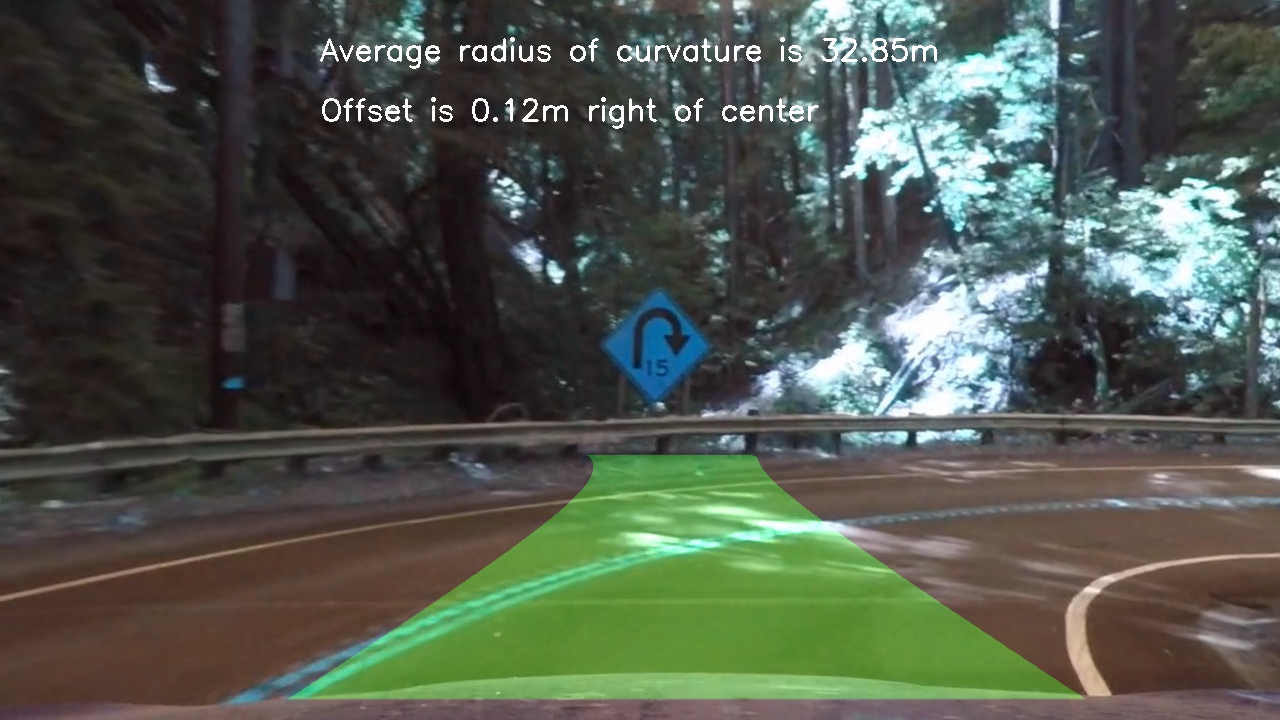 Average radius of curvature is 32.85m
Offset is 0.12m right of center
15